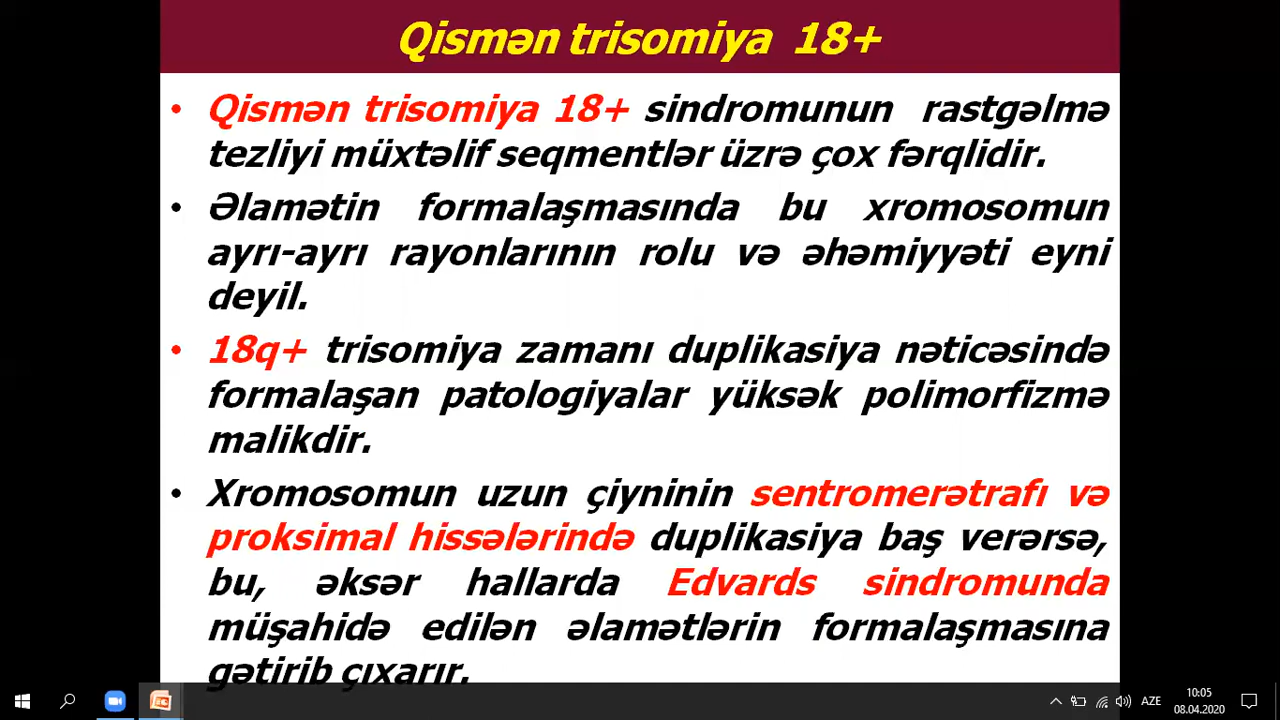 Qismən trisomiya 18+
• Qismən trisomiya 18+ sindromunun rastgəlmə
tezliyi müxtəlif seqmentlər üzrə çox fərqlidir.
• Əlamətin formalaşmasında bu xromosomun
ayrı-ayrı rayonlarının rolu və əhəmiyyəti eyni
deyil.
• 18q+ trisomiya zamanı duplikasiya nəticəsində
formalaşan patologiyalar yüksək polimorfizmə
malikdir.
• Xromosomun uzun çiyninin sentromerətrafı və
proksimal hissələrində duplikasiya baş verərsə,
bu, əksər hallarda Edvards sindromunda
müşahidə edilən əlamətlərin formalaşmasına
gətirib çıxarır.
AZE
10:05
08.04.2020